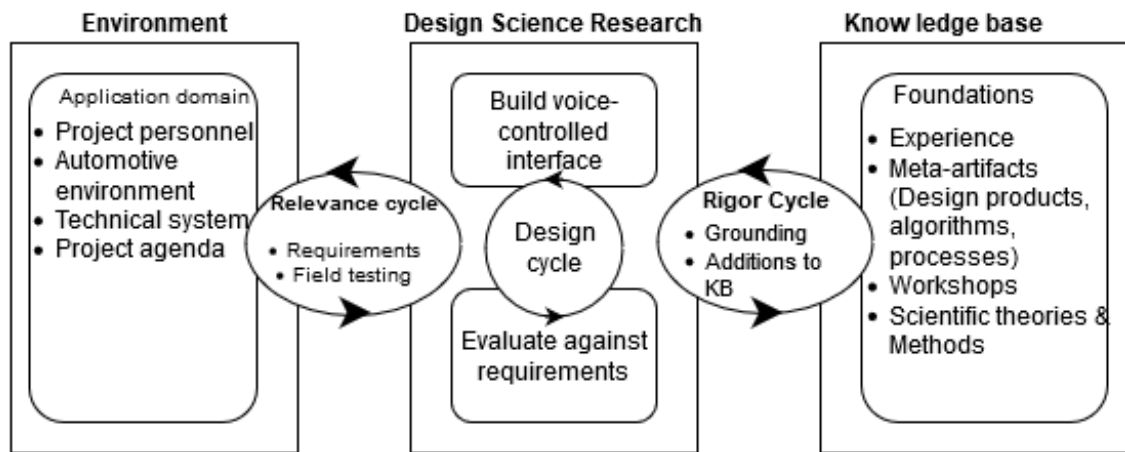 Environment
Application domain
• Project personnel
• Automotive
environment
• Technical system
• Project agenda
Relevance cycle
• Requirements
• Field testing
Design Science Research
Build voice-
controlled
interface
Design
cycle
Evaluate against
requirements
Rigor Cycle
• Grounding
• Additions to
KB
Know ledge base
Foundations
• Experience
• Meta-artifacts
(Design products,
algorithms,
processes)
• Workshops
• Scientific theories &
Methods